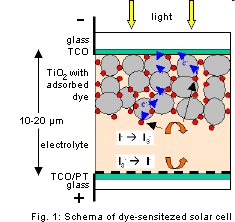 − light
glass
TCO
TiO2 with
adsorbed
dye
e-
e-
10-20 µm
I- → I3-
electrolyte
I3- → I-
TCO/PT
glass
+
Fig. 1: Schema of dye-sensitezed solar cell